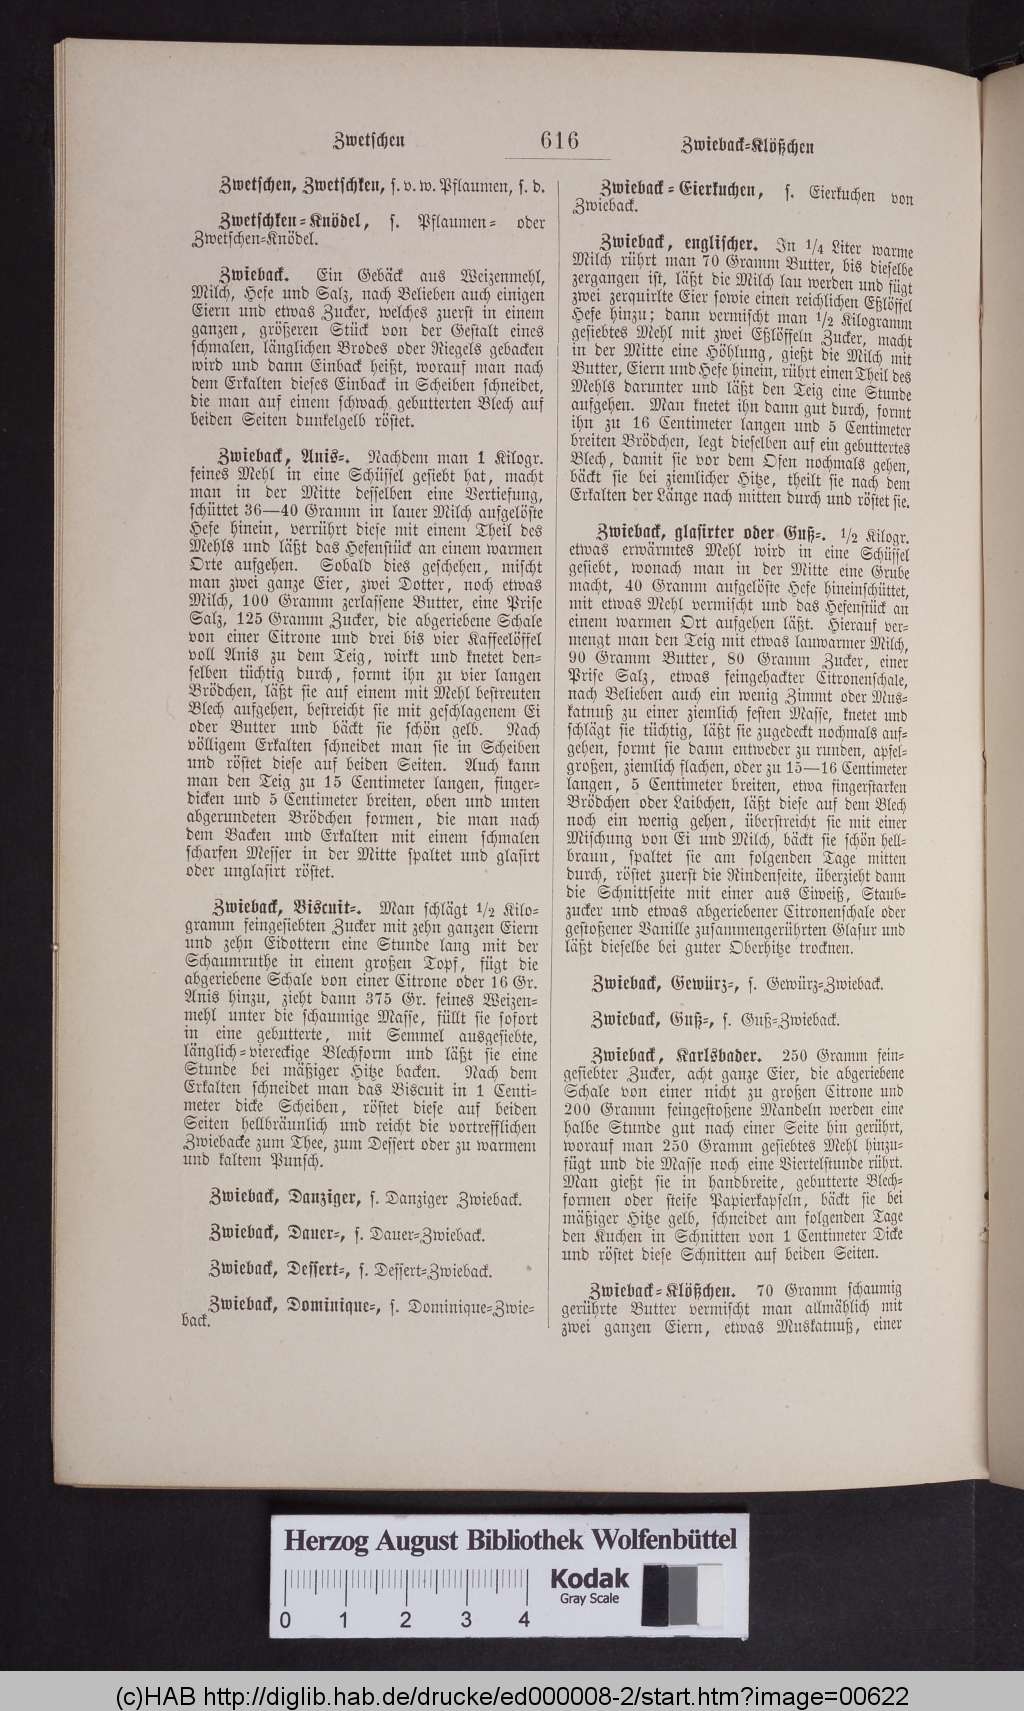 Zwetschen 616 Zwieback-Klößchen
Zwetschen, Zwetschken, s. v. w. Pflaumen, s. d.
Zwetschken-Knödel, s. Pflaumen- oder
Zwetschen-Knödel.
Zwieback. Ein Gebäck aus Weizenmehl,
Milch, Hefe und Salz, nach Belieben auch einigen
Eiern und etwas Zucker, welches zuerst in einem
ganzen, größeren Stück von der Gestalt eines
schmalen, länglichen Brodes oder Riegels gebacken
wird und dann Einback heißt, worauf man nach
dem Erkalten dieses Einback in Scheiben schneidet,
die man auf einem schwach gebutterten Blech auf
beiden Seiten dunkelgelb röstet.
Zwieback, Anis-. Nachdem man 1 Kilogr.
feines Mehl in eine Schüssel gesiebt hat, macht
man in der Mitte desselben eine Vertiefung,
schüttet 36—40 Gramm in lauer Milch aufgelöste
Hefe hinein, verrührt diese mit einem Theil des
Mehls und läßt das Hefenstück an einem warmen
Orte aufgehen. Sobald dies geschehen, mischt
man zwei ganze Eier, zwei Dotter, noch etwas
Milch, 100 Gramm zerlassene Butter, eine Prise
Salz, 125 Gramm Zucker, die abgeriebene Schale
von einer Citrone und drei bis vier Kaffeelöffel
voll Anis zu dem Teig, wirkt und knetet den-
selben tüchtig durch, formt ihn zu vier langen
Brödchen, läßt sie auf einem mit Mehl bestreuten
Blech aufgehen, bestreicht sie mit geschlagenem Ei
oder Butter und bäckt sie schön gelb. Nach
völligem Erkalten schneidet man sie in Scheiben
und röstet diese auf beiden Seiten. Auch kann
man den Teig zu 15 Centimeter langen, finger-
dicken und 5 Centimeter breiten, oben und unten
abgerundeten Brödchen formen, die man nach
dem Backen und Erkalten mit einem schmalen
scharfen Messer in der Mitte spaltet und glasirt
oder unglasirt röstet.
Zwieback, Biscuit-. Man schlägt 1/2 Kilo-
gramm feingesiebten Zucker mit zehn ganzen Eiern
und zehn Eidottern eine Stunde lang mit der
Schaumruthe in einem großen Topf, fügt die
abgeriebene Schale von einer Citrone oder 16 Gr.
Anis hinzu, zieht dann 375 Gr. feines Weizen-
mehl unter die schaumige Masse, füllt sie sofort
in eine gebutterte, mit Semmel ausgesiebte,
länglich-viereckige Blechform und läßt sie eine
Stunde bei mäßiger Hitze backen. Nach dem
Erkalten schneidet man das Biscuit in 1 Centi-
meter dicke Scheiben, röstet diese auf beiden
Seiten hellbräunlich und reicht die vortrefflichen
Zwiebacke zum Thee, zum Dessert oder zu warmem
und kaltem Punsch.
Zwieback, Danziger, s. Danziger Zwieback.
Zwieback, Dauer-, s. Dauer-Zwieback.
Zwieback, Dessert-, s. Dessert-Zwieback.
Zwieback, Dominique-, s. Dominique-Zwie-
back.
Zwieback-Eierkuchen, s. Eierkuchen von
Zwieback.
Zwieback, englischer. In 1/4 Liter warme
Milch rührt man 70 Gramm Butter, bis dieselbe
zergangen ist, läßt die Milch lau werden und fügt
zwei zerquirlte Eier sowie einen reichlichen Eßlöffel
Hefe hinzu; dann vermischt man 1/2 Kilogramm
gesiebtes Mehl mit zwei Eßlöffeln Zucker, macht
in der Mitte eine Höhlung, gießt die Milch mit
Butter, Eiern und Hefe hinein, rührt einen Theil des
Mehls darunter und läßt den Teig eine Stunde
aufgehen. Man knetet ihn dann gut durch, formt
ihn zu 16 Centimeter langen und 5 Centimeter
breiten Brödchen, legt dieselben auf ein gebuttertes
Blech, damit sie vor dem Ofen nochmals gehen,
bäckt sie bei ziemlicher Hitze, theilt sie nach dem
Erkalten der Länge nach mitten durch und röstet sie.
Zwieback, glasirter oder Guß-. 1/2 Kilogr.
etwas erwärmtes Mehl wird in eine Schüssel
gesiebt, wonach man in der Mitte eine Grube
macht, 40 Gramm aufgelöste Hefe hineinschüttet,
mit etwas Mehl vermischt und das Hefenstück an
einem warmen Ort aufgehen läßt. Hierauf ver-
mengt man den Teig mit etwas lauwarmer Milch,
90 Gramm Butter, 80 Gramm Zucker, einer
Prise Salz, etwas feingehackter Citronenschale,
nach Belieben auch ein wenig Zimmt oder Mus-
katnuß zu einer ziemlich festen Masse, knetet und
schlägt sie tüchtig, läßt sie zugedeckt nochmals auf-
gehen, formt sie dann entweder zu runden, apfel-
großen, ziemlich flachen, oder zu 15—16 Centimeter
langen, 5 Centimeter breiten, etwa fingerstarken
Brödchen oder Laibchen, läßt diese auf dem Blech
noch ein wenig gehen, überstreicht sie mit einer
Mischung von Ei und Milch, bäckt sie schön hell-
braun, spaltet sie am folgenden Tage mitten
durch, röstet zuerst die Rindenseite, überzieht dann
die Schnittseite mit einer aus Eiweiß, Staub-
zucker und etwas abgeriebener Citronenschale oder
gestoßener Vanille zusammengerührten Glasur und
läßt dieselbe bei guter Oberhitze trocknen.
Zwieback, Gewürz-, s. Gewürz-Zwieback.
Zwieback, Guß-, s. Guß-Zwieback.
Zwieback, Karlsbader. 250 Gramm fein-
gesiebter Zucker, acht ganze Eier, die abgeriebene
Schale von einer nicht zu großen Citrone und
200 Gramm feingestoßene Mandeln werden eine
halbe Stunde gut nach einer Seite hin gerührt,
worauf man 250 Gramm gesiebtes Mehl hinzu-
fügt und die Masse noch eine Viertelstunde rührt.
Man gießt sie in handbreite, gebutterte Blech-
formen oder steife Papierkapseln, bäckt sie bei
mäßiger Hitze gelb, schneidet am folgenden Tage
den Kuchen in Schnitten von 1 Centimeter Dicke
und röstet diese Schnitten auf beiden Seiten.
Zwieback-Klößchen. 70 Gramm schaumig
gerührte Butter vermischt man allmählich mit
zwei ganzen Eiern, etwas Muskatnuß, einer
Herzog August Bibliothek Wolfenbüttel
0 1 2 3 4
Kodak
Gray Scale
(c)HAB http://diglib.hab.de/drucke/ed000008-2/start.htm?image=00622